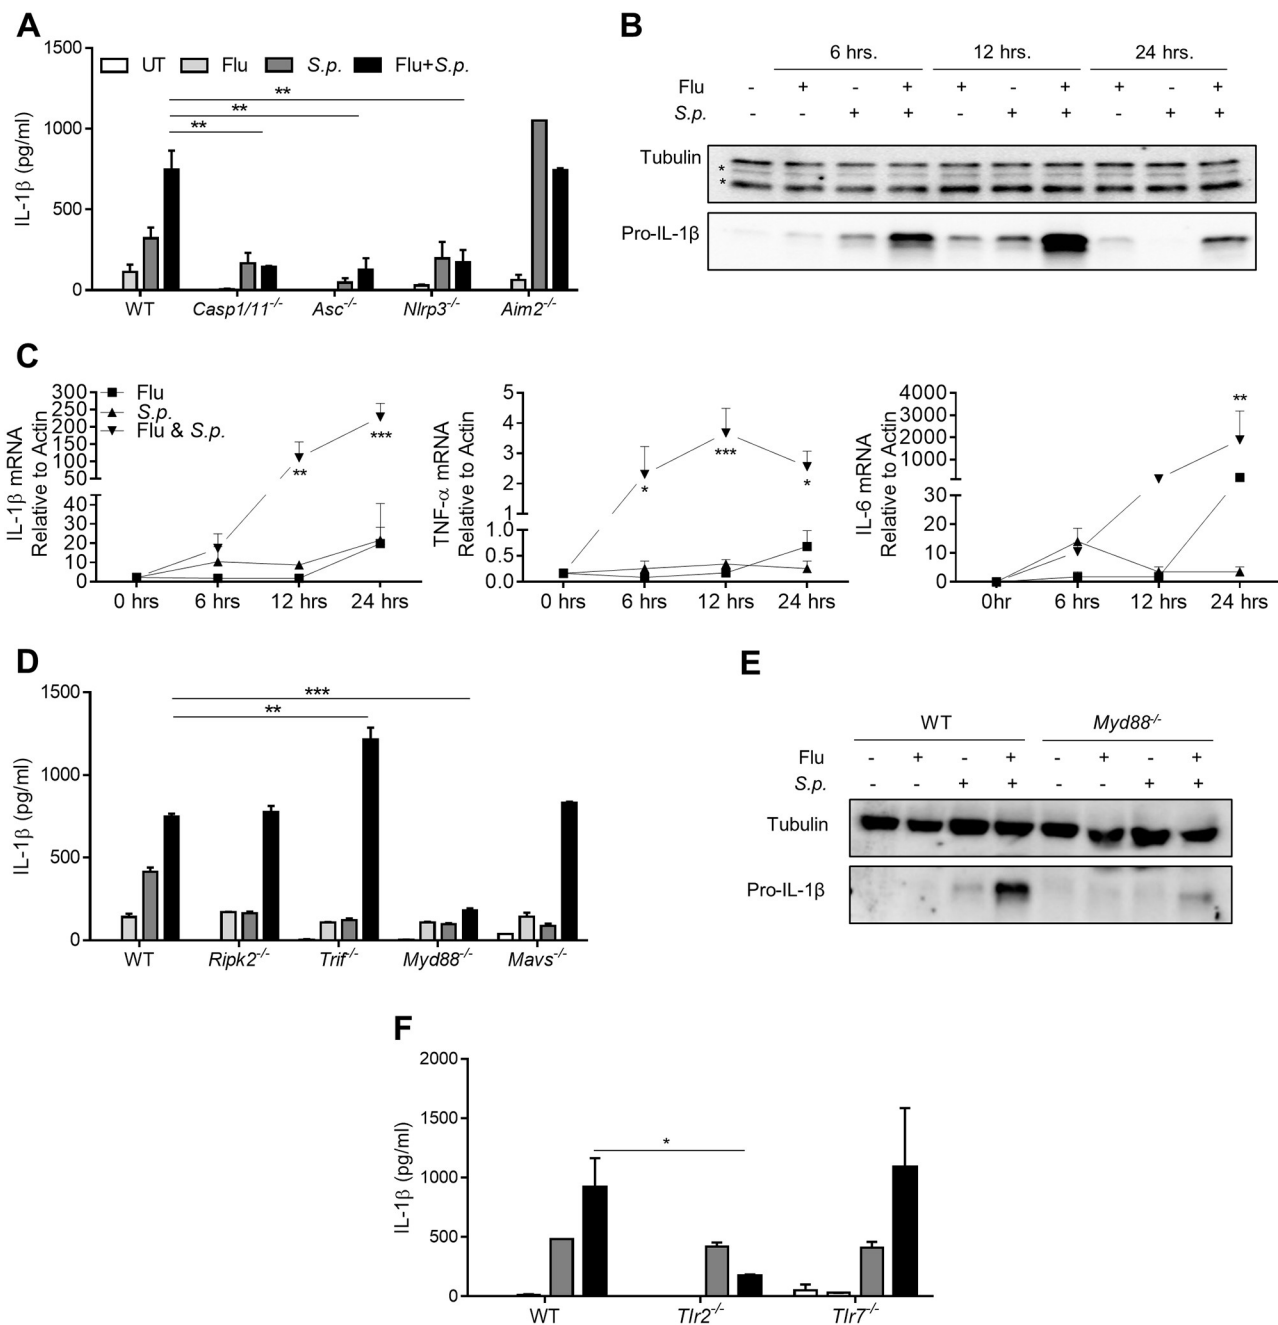 A
1500
1000
500
0
IL-1β (pg/ml)
UT Flu S.p. Flu+S.p.
**
**
**
WT Casp1/11-/- Asc-/- Nlrp3-/- Aim2-/-
B
6 hrs. 12 hrs. 24 hrs.
Flu - + - + + - + + - +
S.p. - - + + - + + - + +
Tubulin
*
*
Pro-IL-1β
C
Flu
S.p.
Flu & S.p.
IL-1β mRNA
Relative to Actin
300
250
200
150
100
50
40
30
20
10
0
**
***
0 hrs 6 hrs 12 hrs 24 hrs
TNF-α mRNA
Relative to Actin
5
4
3
2
1
1.0
0.5
0.0
*
***
*
0 hrs 6 hrs 12 hrs 24 hrs
IL-6 mRNA
Relative to Actin
4000
3000
2000
1000
30
20
10
0
**
0hr 6 hrs 12 hrs 24 hrs
D
1500
1000
500
0
IL-1β (pg/ml)
***
**
WT Ripk2-/- Trif-/- Myd88-/- Mavs-/-
E
WT Myd88-/-
Flu - + - + - + - +
S.p. - - + + - - + +
Tubulin
Pro-IL-1β
F
2000
1500
1000
500
0
IL-1β (pg/ml)
*
WT Tlr2-/- Tlr7-/-